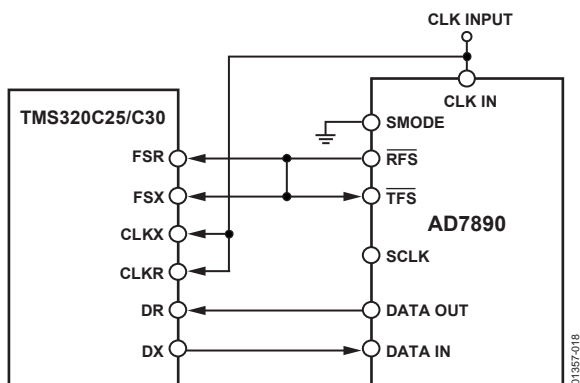 CLK INPUT
CLK IN
TMS320C25/C30
SMODE
FSR
RFS
FSX
TFS
CLKX
AD7890
CLKR
SCLK
DR
DATA OUT
DX
DATA IN
01357-018